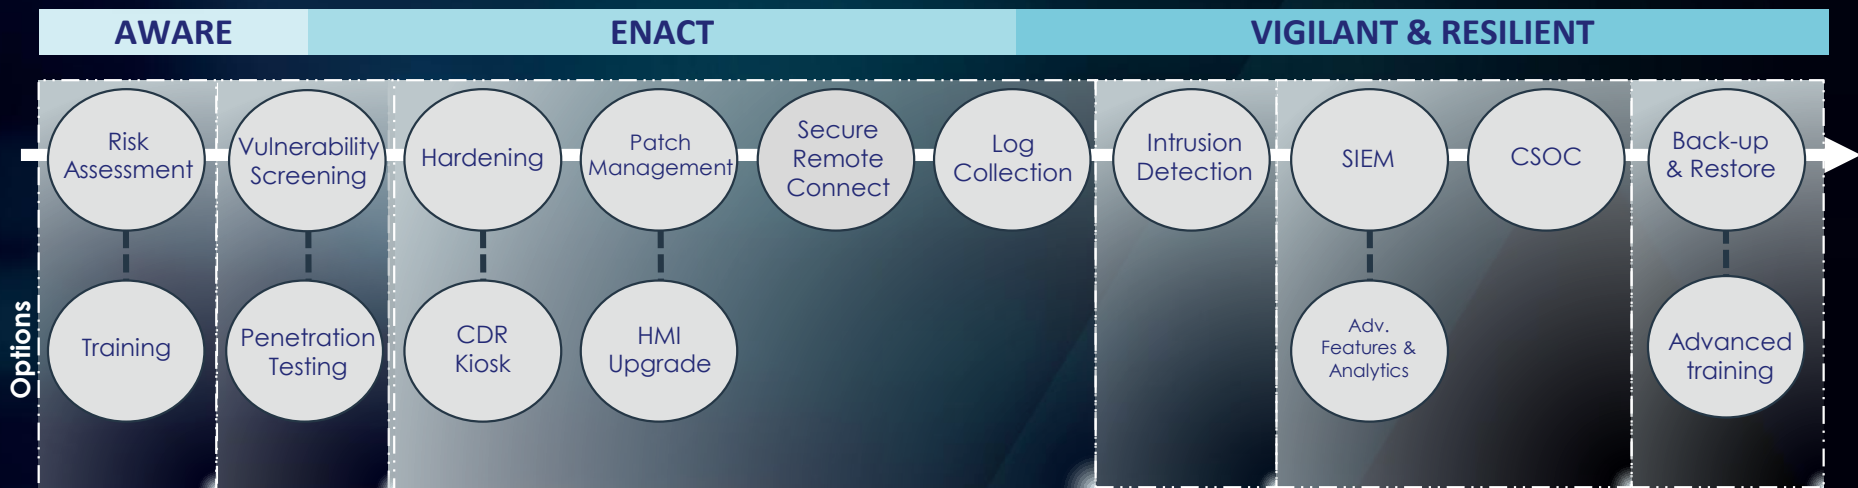 AWARE
ENACT
VIGILANT & RESILIENT
Risk
Assessment
Vulnerability
Screening
Hardening
Patch
Management
Secure
Remote
Connect
Log
Collection
Intrusion
Detection
SIEM
CSOC
Back-up
& Restore
Options
Training
Penetration
Testing
CDR
Kiosk
HMI
Upgrade
Adv.
Features &
Analytics
Advanced
training